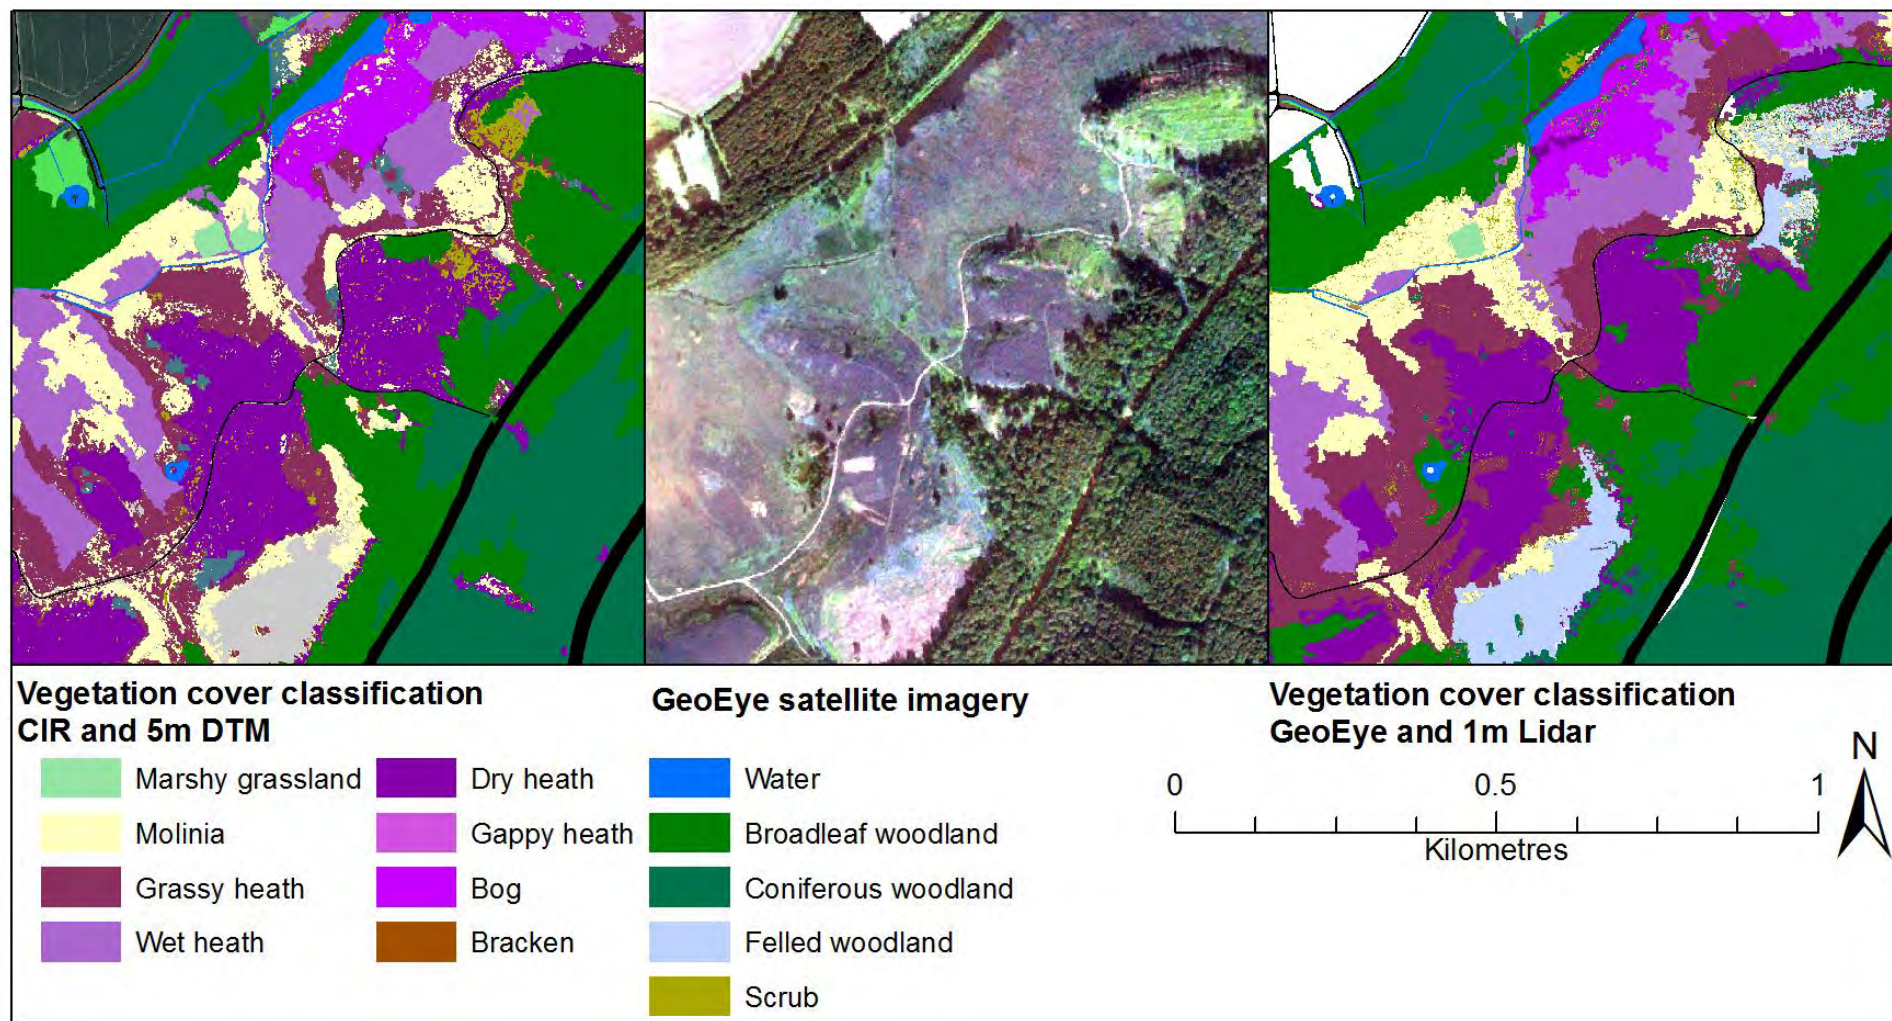 Vegetation cover classification
CIR and 5m DTM
Marshy grassland
Molinia
Grassy heath
Wet heath
Dry heath
Gappy heath
Bog
Bracken
GeoEye satellite imagery
Water
Broadleaf woodland
Coniferous woodland
Felled woodland
Scrub
Vegetation cover classification
GeoEye and 1m Lidar
0 0.5 1
Kilometres
N